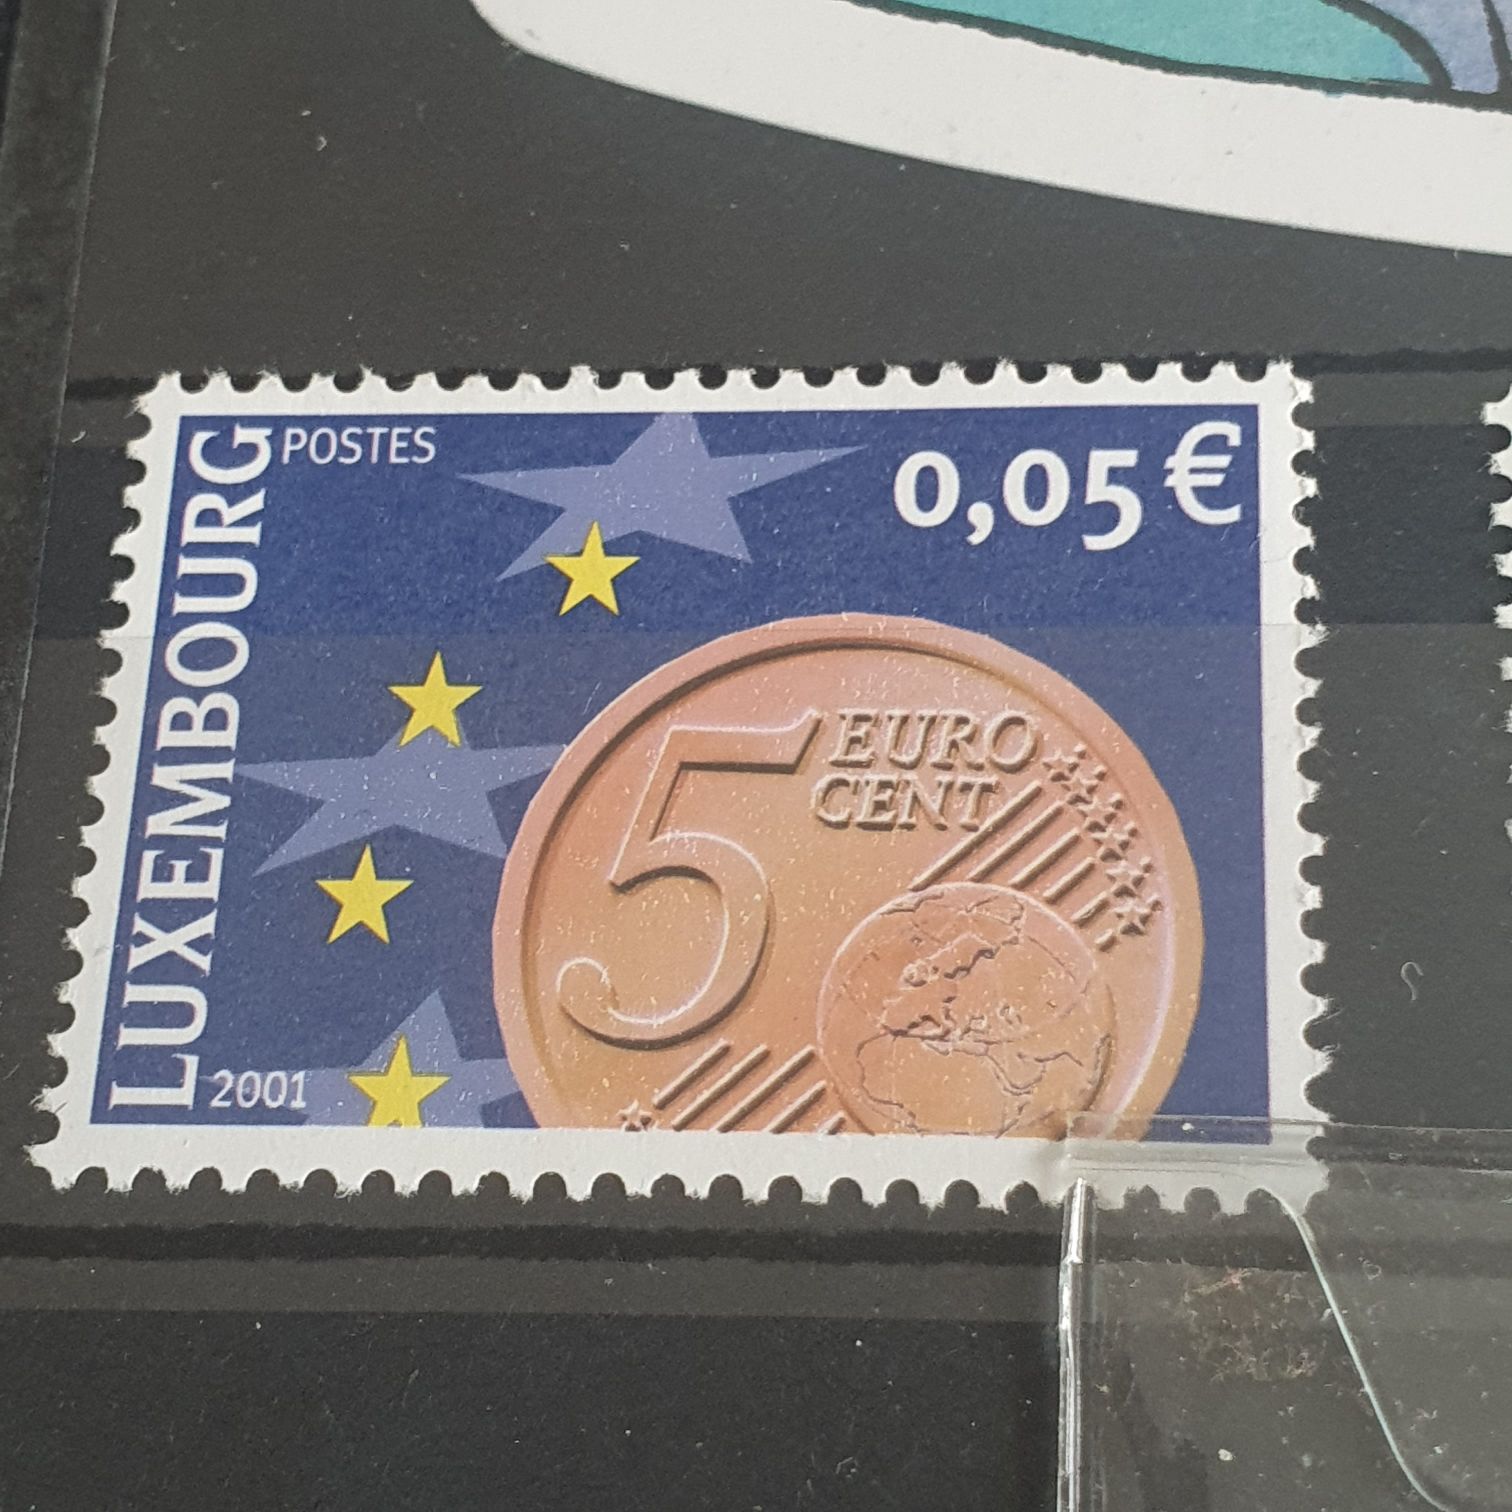 LUXEMBOURG
POSTES
0,05 €
5 EURO
CENT
2001